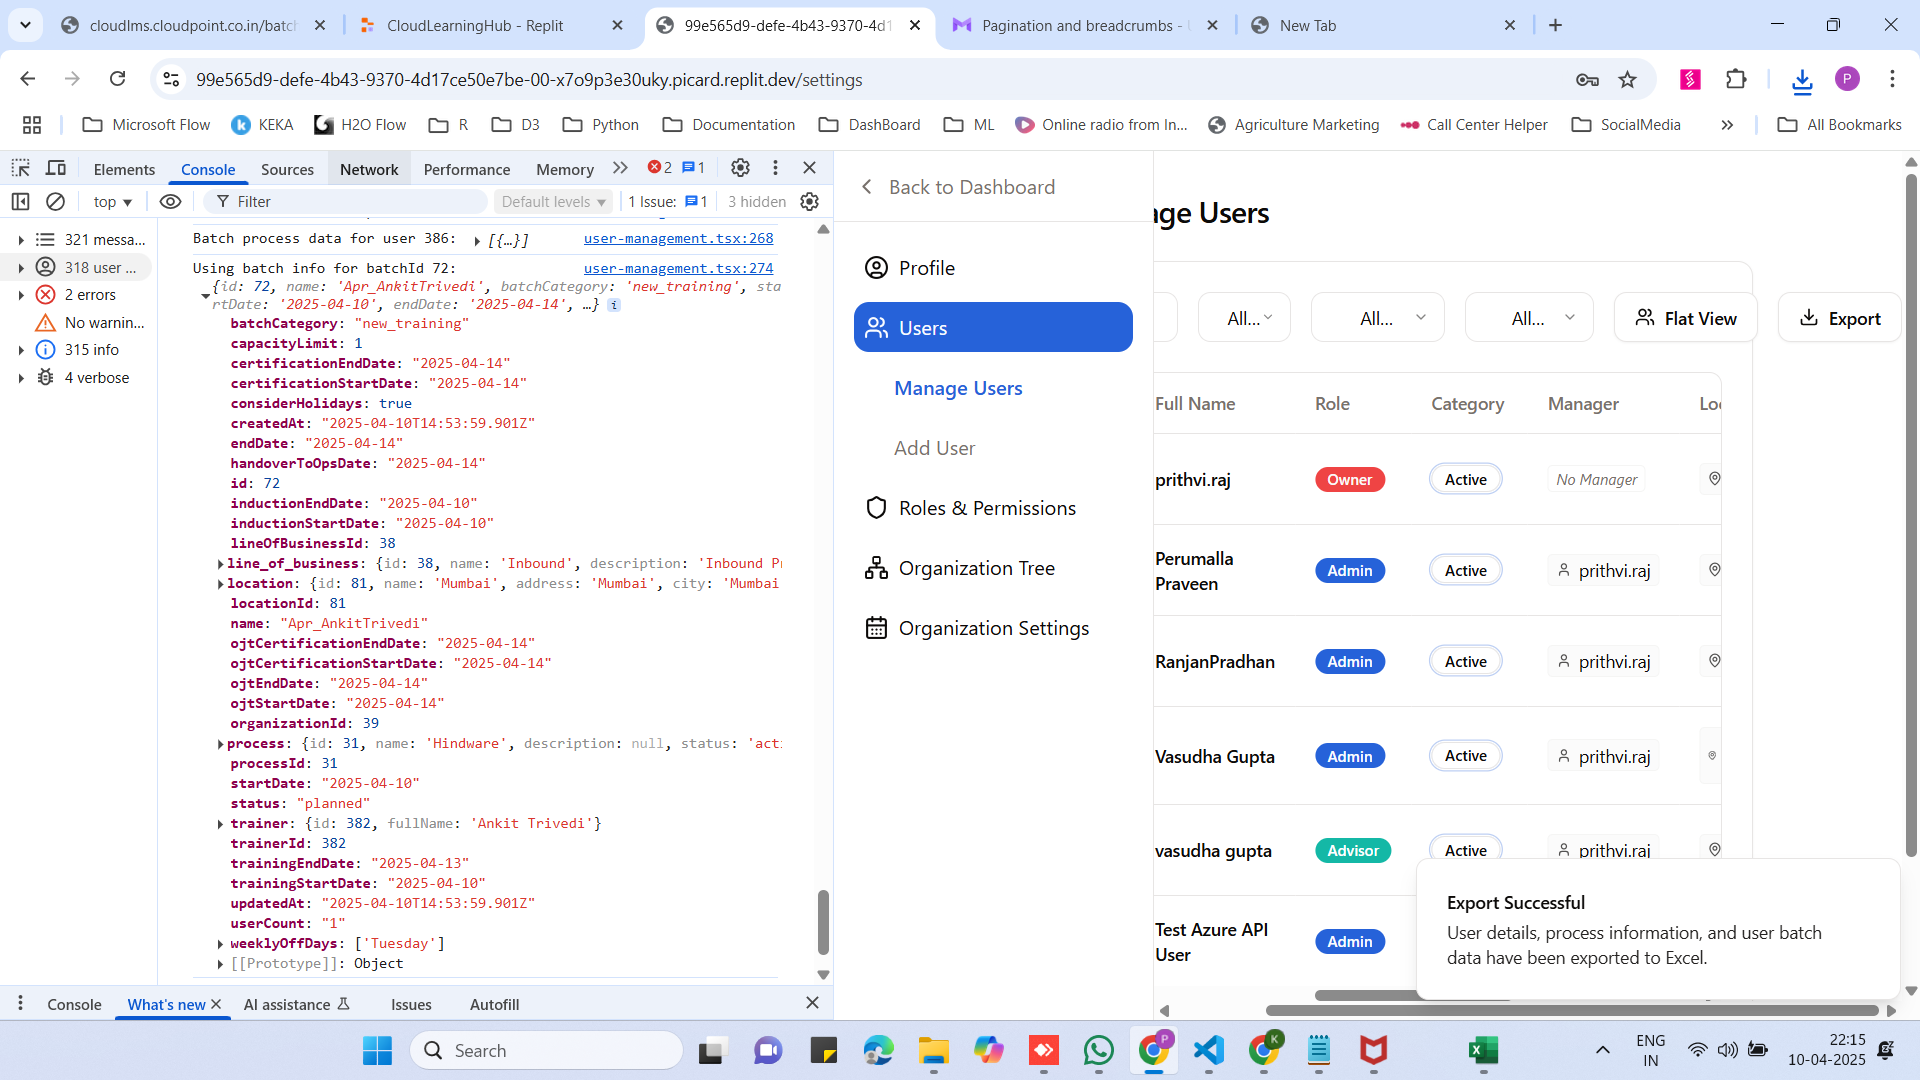 cloudlms.cloudpoint.co.in/batch
CloudLearningHub - Replit
99e565d9-defe-4b43-9370-4d1
Pagination and breadcrumbs -
New Tab
99e565d9-defe-4b43-9370-4d17ce50e7be-00-x7o9p3e30uky.picard.replit.dev/settings
P
Microsoft Flow
KEKA
H2O Flow
R
D3
Python
Documentation
DashBoard
ML
Online radio from In...
Agriculture Marketing
Call Center Helper
SocialMedia
All Bookmarks
Elements
Console
Sources
Network
Performance
Memory
2
1
top
Filter
Default levels
1 Issue: 1
3 hidden
321 messa...
318 user ...
2 errors
No warnin...
315 info
4 verbose
Batch process data for user 386: [{…}] user-management.tsx:268
Using batch info for batchId 72: user-management.tsx:274
{id: 72, name: 'Apr_AnkitTrivedi', batchCategory: 'new_training', sta
rtDate: '2025-04-10', endDate: '2025-04-14', …} i
batchCategory: "new_training"
capacityLimit: 1
certificationEndDate: "2025-04-14"
certificationStartDate: "2025-04-14"
considerHolidays: true
createdAt: "2025-04-10T14:53:59.901Z"
endDate: "2025-04-14"
handoverToOpsDate: "2025-04-14"
id: 72
inductionEndDate: "2025-04-10"
inductionStartDate: "2025-04-10"
lineOfBusinessId: 38
line_of_business: {id: 38, name: 'Inbound', description: 'Inbound Pr
location: {id: 81, name: 'Mumbai', address: 'Mumbai', city: 'Mumbai
locationId: 81
name: "Apr_AnkitTrivedi"
ojtCertificationEndDate: "2025-04-14"
ojtCertificationStartDate: "2025-04-14"
ojtEndDate: "2025-04-14"
ojtStartDate: "2025-04-14"
organizationId: 39
process: {id: 31, name: 'Hindware', description: null, status: 'acti
processId: 31
startDate: "2025-04-10"
status: "planned"
trainer: {id: 382, fullName: 'Ankit Trivedi'}
trainerId: 382
trainingEndDate: "2025-04-13"
trainingStartDate: "2025-04-10"
updatedAt: "2025-04-10T14:53:59.901Z"
userCount: "1"
weeklyOffDays: ['Tuesday']
[[Prototype]]: Object
Console
What's new
AI assistance
Issues
Autofill
Back to Dashboard
Profile
Users
Manage Users
Add User
Roles & Permissions
Organization Tree
Organization Settings
age Users
All...
All...
All...
Flat View
Export
Full Name Role Category Manager Loc
prithvi.raj Owner Active No Manager
Perumalla
Praveen
Admin Active prithvi.raj
RanjanPradhan Admin Active prithvi.raj
Vasudha Gupta Admin Active prithvi.raj
vasudha gupta Advisor Active prithvi.raj
Test Azure API
User
Admin
Export Successful
User details, process information, and user batch
data have been exported to Excel.
Search
P
K
ENG
IN
22:15
10-04-2025